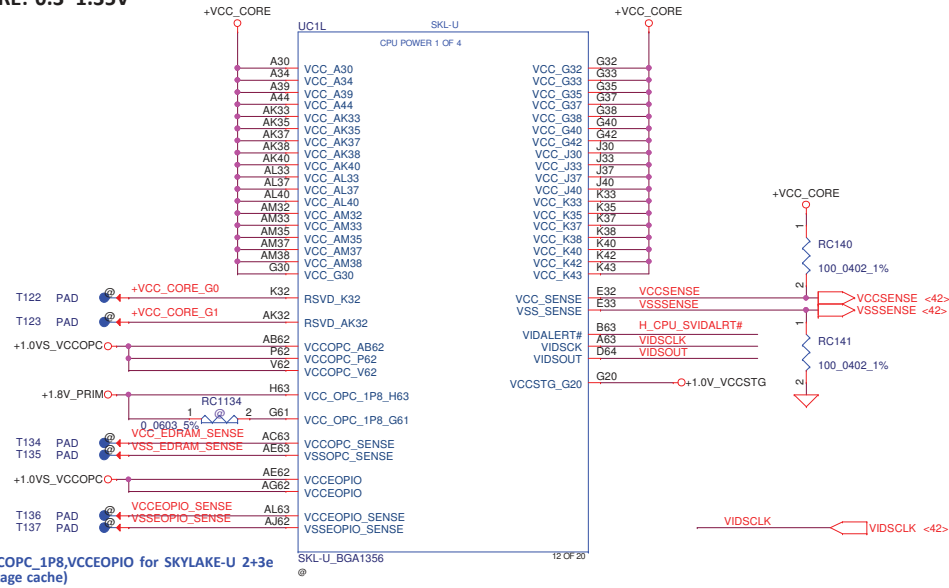 RE: 0.3~1.35V
+VCC_CORE
+VCC_CORE
UC1L
SKL-U
CPU POWER 1 OF 4
A30 VCC_A30
A34 VCC_A34
A39 VCC_A39
A44 VCC_A44
AK33 VCC_AK33
AK35 VCC_AK35
AK37 VCC_AK37
AK38 VCC_AK38
AK40 VCC_AK40
AL33 VCC_AL33
AL37 VCC_AL37
AL40 VCC_AL40
AM32 VCC_AM32
AM33 VCC_AM33
AM35 VCC_AM35
AM37 VCC_AM37
AM38 VCC_AM38
G30 VCC_G30
T122 PAD @ +VCC_CORE_G0 K32 RSVD_K32
T123 PAD @ +VCC_CORE_G1 AK32 RSVD_AK32
+1.0VS_VCCOPC AB62 VCCOPC_AB62
P62 VCCOPC_P62
V62 VCCOPC_V62
+1.8V_PRIM H63 VCC_OPC_1P8_H63
RC1134
1 @ 2 G61 VCC_OPC_1P8_G61
0_0603_5%
T134 PAD @ VCC_EDRAM_SENSE AC63 VCCOPC_SENSE
T135 PAD @ VSS_EDRAM_SENSE AE63 VSSOPC_SENSE
+1.0VS_VCCOPC AE62 VCCEOPIO
AG62 VCCEOPIO
T136 PAD @ VCCEOPIO_SENSE AL63 VCCEOPIO_SENSE
T137 PAD @ VSSEOPIO_SENSE AJ62 VSSEOPIO_SENSE
VCC_G32 G32
VCC_G33 G33
VCC_G35 G35
VCC_G37 G37
VCC_G38 G38
VCC_G40 G40
VCC_G42 G42
VCC_J30 J30
VCC_J33 J33
VCC_J37 J37
VCC_J40 J40
VCC_K33 K33
VCC_K35 K35
VCC_K37 K37
VCC_K38 K38
VCC_K40 K40
VCC_K42 K42
VCC_K43 K43
VCC_SENSE E32 VCCSENSE
VSS_SENSE E33 VSSSENSE
VIDALERT# B63 H_CPU_SVIDALRT#
VIDSCK A63 VIDSCLK
VIDSOUT D64 VIDSOUT
VCCSTG_G20 G20 +1.0V_VCCSTG
+VCC_CORE
1
RC140
100_0402_1%
2
VCCSENSE <42>
VSSSENSE <42>
1
RC141
100_0402_1%
2
VIDSCLK VIDSCLK <42>
SKL-U_BGA1356
12 OF 20
@
COPC_1P8,VCCEOPIO for SKYLAKE-U 2+3e
age cache)